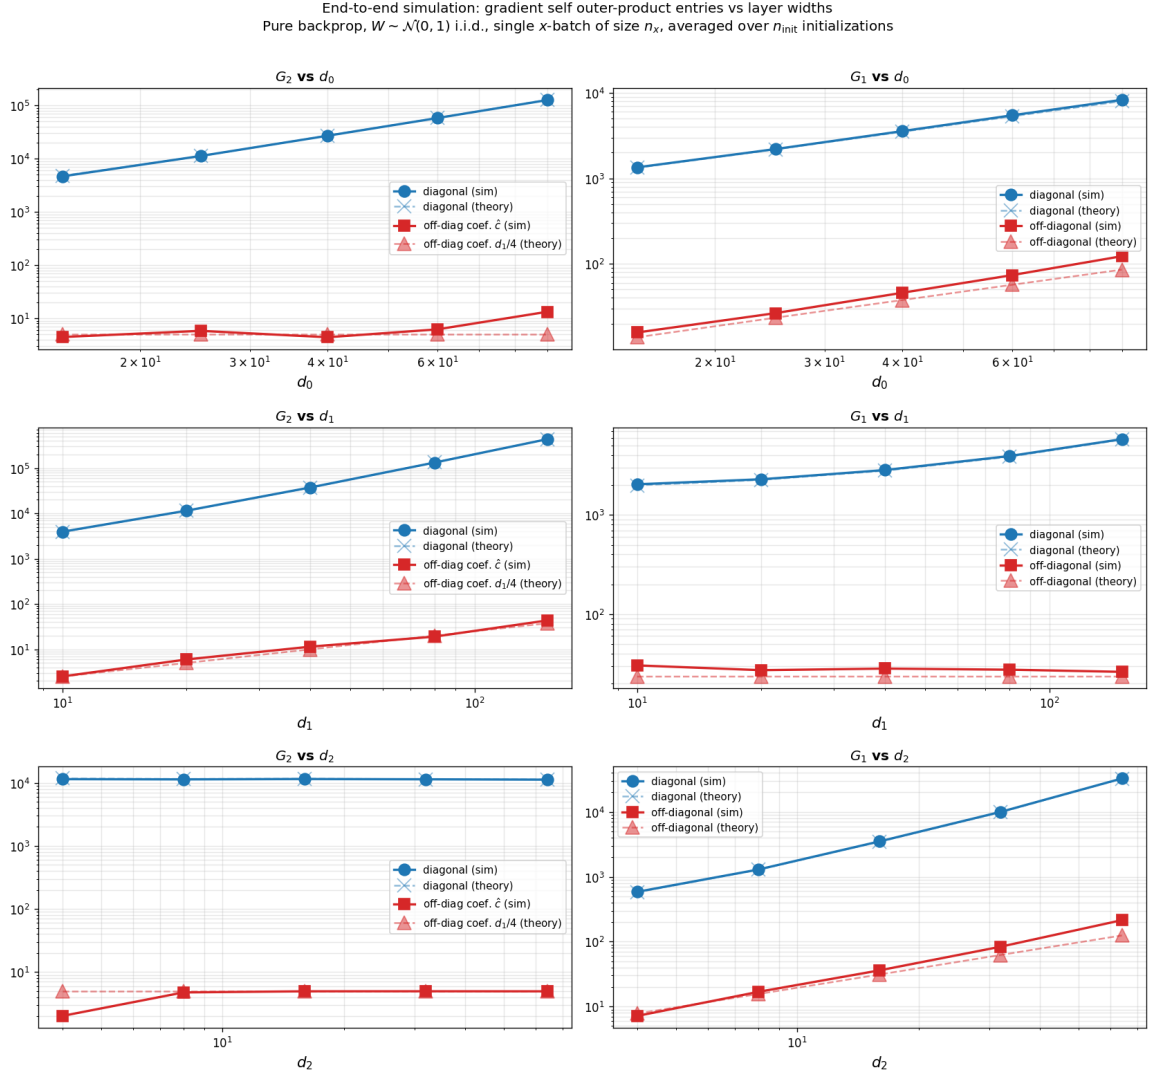 End-to-end simulation: gradient self outer-product entries vs layer widths
Pure backprop, W ~ 𝒩(0, 1) i.i.d., single x-batch of size nₓ, averaged over n_init initializations
G₂ vs d₀
10⁵
10⁴
10³
10²
10¹
diagonal (sim)
diagonal (theory)
off-diag coef. ĉ (sim)
off-diag coef. d₁/4 (theory)
2 × 10¹
3 × 10¹
4 × 10¹
6 × 10¹
d₀
G₁ vs d₀
10⁴
10³
10²
diagonal (sim)
diagonal (theory)
off-diagonal (sim)
off-diagonal (theory)
2 × 10¹
3 × 10¹
4 × 10¹
6 × 10¹
d₀
G₂ vs d₁
10⁵
10⁴
10³
10²
10¹
diagonal (sim)
diagonal (theory)
off-diag coef. ĉ (sim)
off-diag coef. d₁/4 (theory)
10¹
10²
d₁
G₁ vs d₁
10³
10²
diagonal (sim)
diagonal (theory)
off-diagonal (sim)
off-diagonal (theory)
10¹
10²
d₁
G₂ vs d₂
10⁴
10³
10²
10¹
diagonal (sim)
diagonal (theory)
off-diag coef. ĉ (sim)
off-diag coef. d₁/4 (theory)
10¹
d₂
G₁ vs d₂
10⁴
10³
10²
10¹
diagonal (sim)
diagonal (theory)
off-diagonal (sim)
off-diagonal (theory)
10¹
d₂